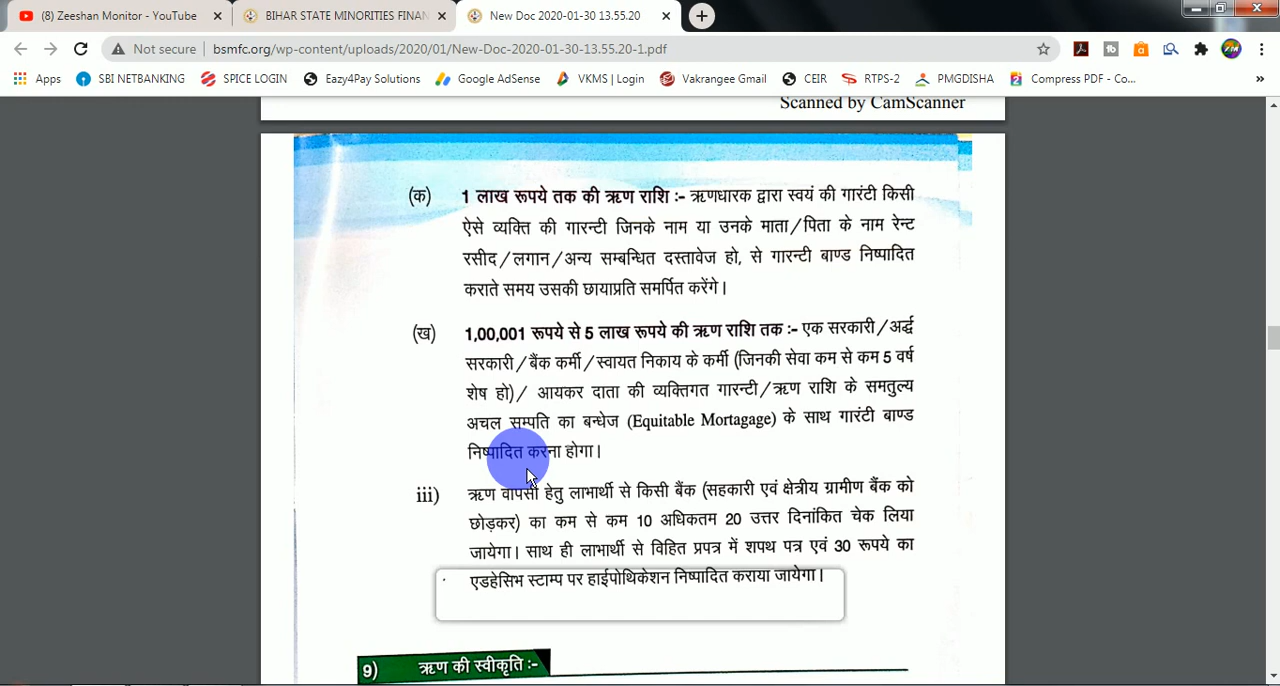 (8) Zeeshan Monitor - YouTube
BIHAR STATE MINORITIES FINAN
New Doc 2020-01-30 13.55.20
Not secure | bsmfc.org/wp-content/uploads/2020/01/New-Doc-2020-01-30-13.55.20-1.pdf
Apps SBI NETBANKING SPICE LOGIN Eazy4Pay Solutions Google AdSense VKMS | Login Vakrangee Gmail CEIR RTPS-2 PMGDISHA Compress PDF - Co... »
Scanned by CamScanner
(क) 1 लाख रूपये तक की ऋण राशि :- ऋणधारक द्वारा स्वयं की गारंटी किसी
ऐसे व्यक्ति की गारन्टी जिनके नाम या उनके माता/पिता के नाम रेन्ट
रसीद/लगान/अन्य सम्बन्धित दस्तावेज हो, से गारन्टी बाण्ड निष्पादित
कराते समय उसकी छायाप्रति समर्पित करेंगे।
(ख) 1,00,001 रूपये से 5 लाख रूपये की ऋण राशि तक :- एक सरकारी/अर्द्ध
सरकारी/बैंक कर्मी/स्वायत निकाय के कर्मी (जिनकी सेवा कम से कम 5 वर्ष
शेष हो)/ आयकर दाता की व्यक्तिगत गारन्टी/ऋण राशि के समतुल्य
अचल सम्पति का बन्धेज (Equitable Mortagage) के साथ गारंटी बाण्ड
निष्पादित करना होगा।
iii) ऋण वापसी हेतु लाभार्थी से किसी बैंक (सहकारी एवं क्षेत्रीय ग्रामीण बैंक को
छोड़कर) का कम से कम 10 अधिकतम 20 उत्तर दिनांकित चेक लिया
जायेगा। साथ ही लाभार्थी से विहित प्रपत्र में शपथ पत्र एवं 30 रूपये का
एडहेसिभ स्टाम्प पर हाईपोथिकेशन निष्पादित कराया जायेगा।
9) ऋण की स्वीकृति :-